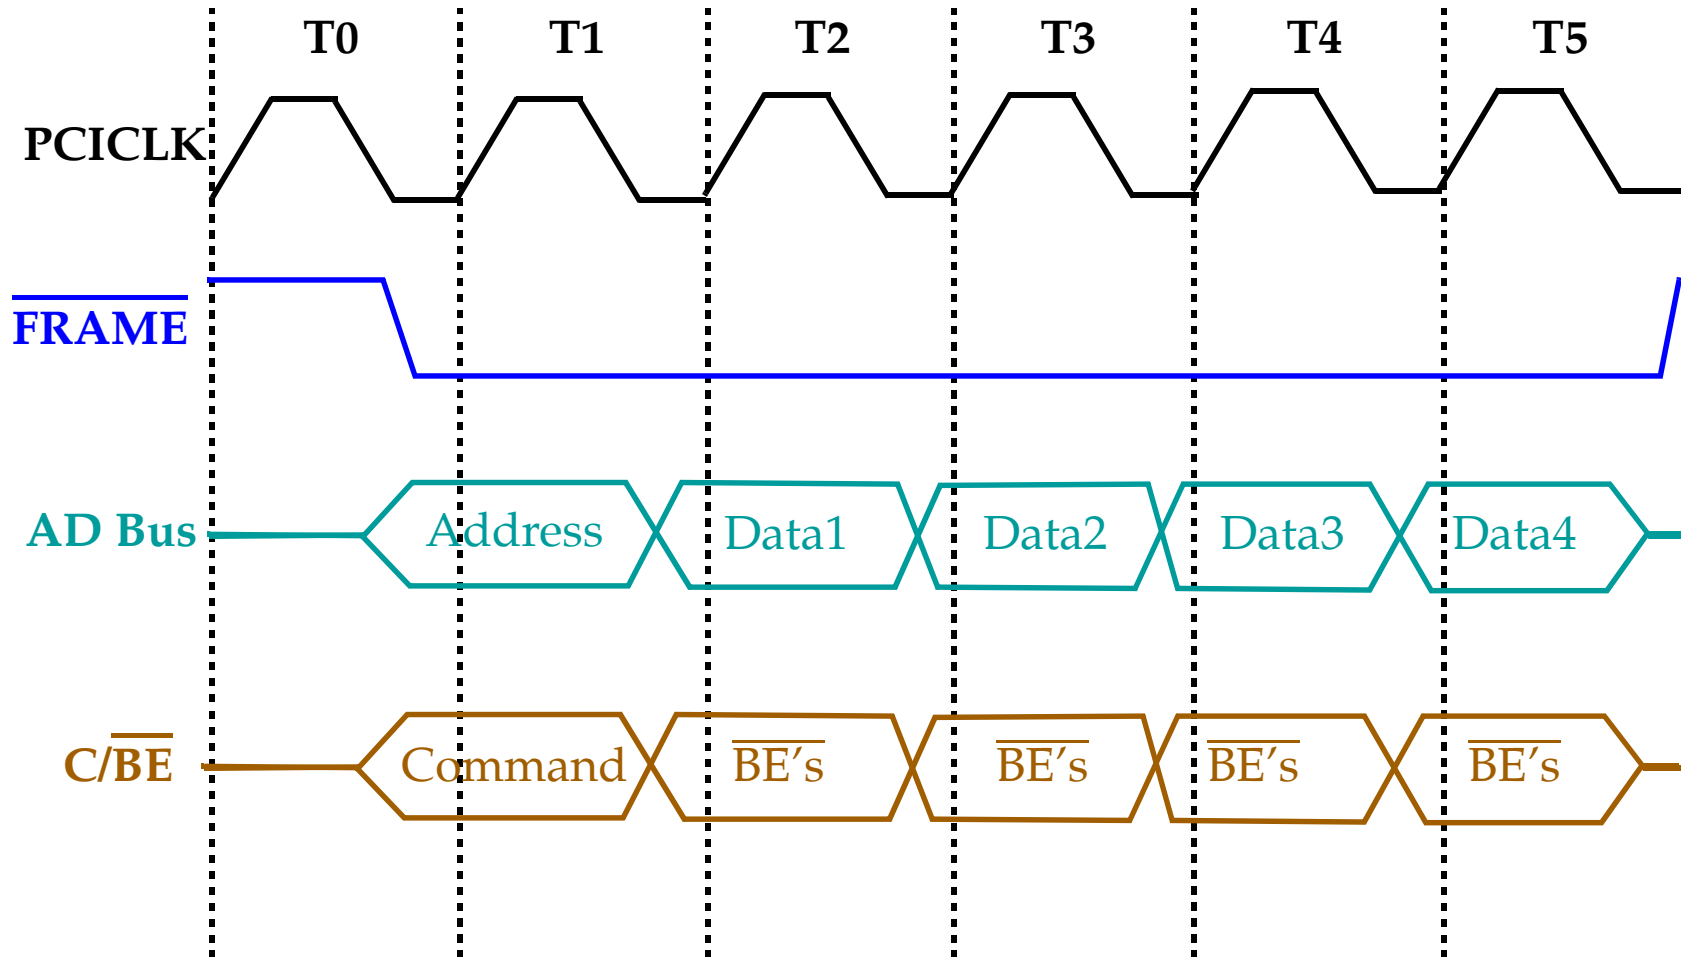 T0 T1 T2 T3 T4 T5
PCICLK
FRAME
AD Bus Address Data1 Data2 Data3 Data4
C/BE Command BE’s BE’s BE’s BE’s